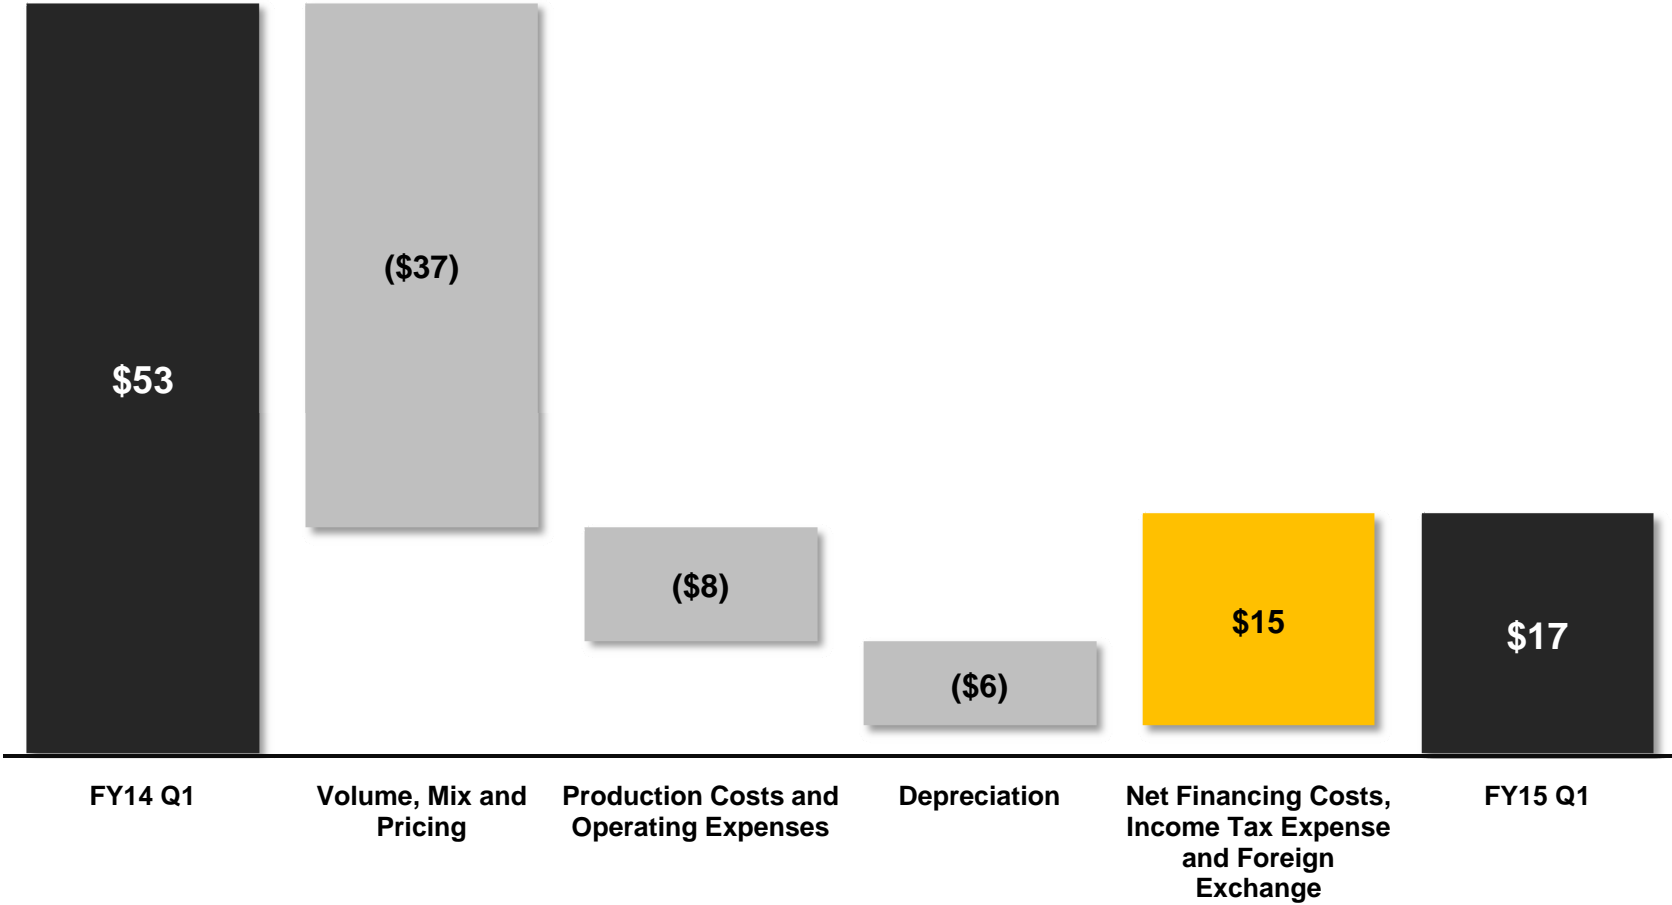 ($37)
$53
($8)
$15
$17
($6)
FY14 Q1
Volume, Mix and
Pricing
Production Costs and
Operating Expenses
Depreciation
Net Financing Costs,
Income Tax Expense
and Foreign
Exchange
FY15 Q1